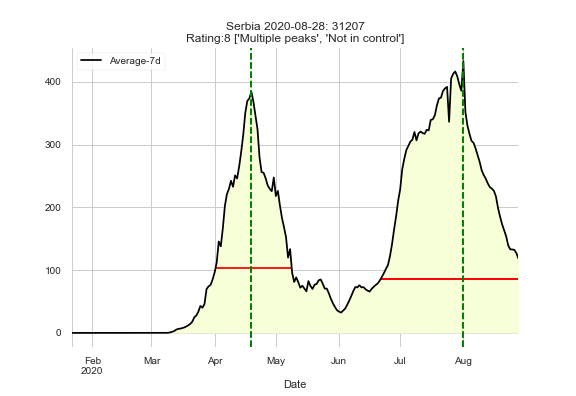 Serbia 2020-08-28: 31207
Rating:8 ['Multiple peaks', 'Not in control']
Average-7d
400
300
200
100
0
Feb
2020
Mar
Apr
May
Jun
Jul
Aug
Date